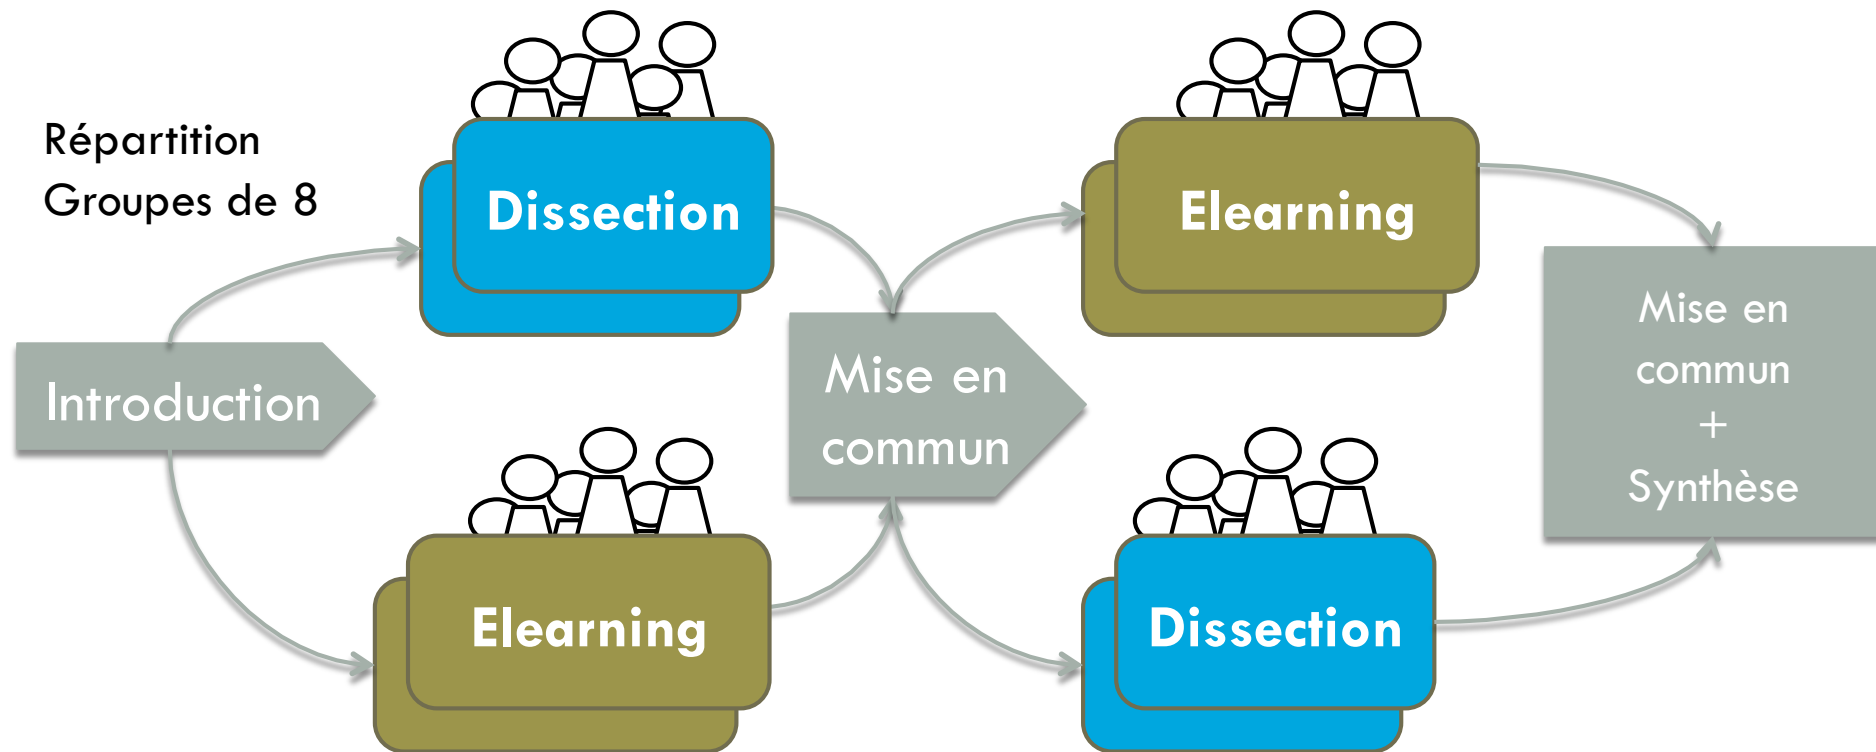 Répartition
Groupes de 8
Dissection
Elearning
Introduction
Mise en
commun
Elearning
Dissection
Mise en
commun
+
Synthèse